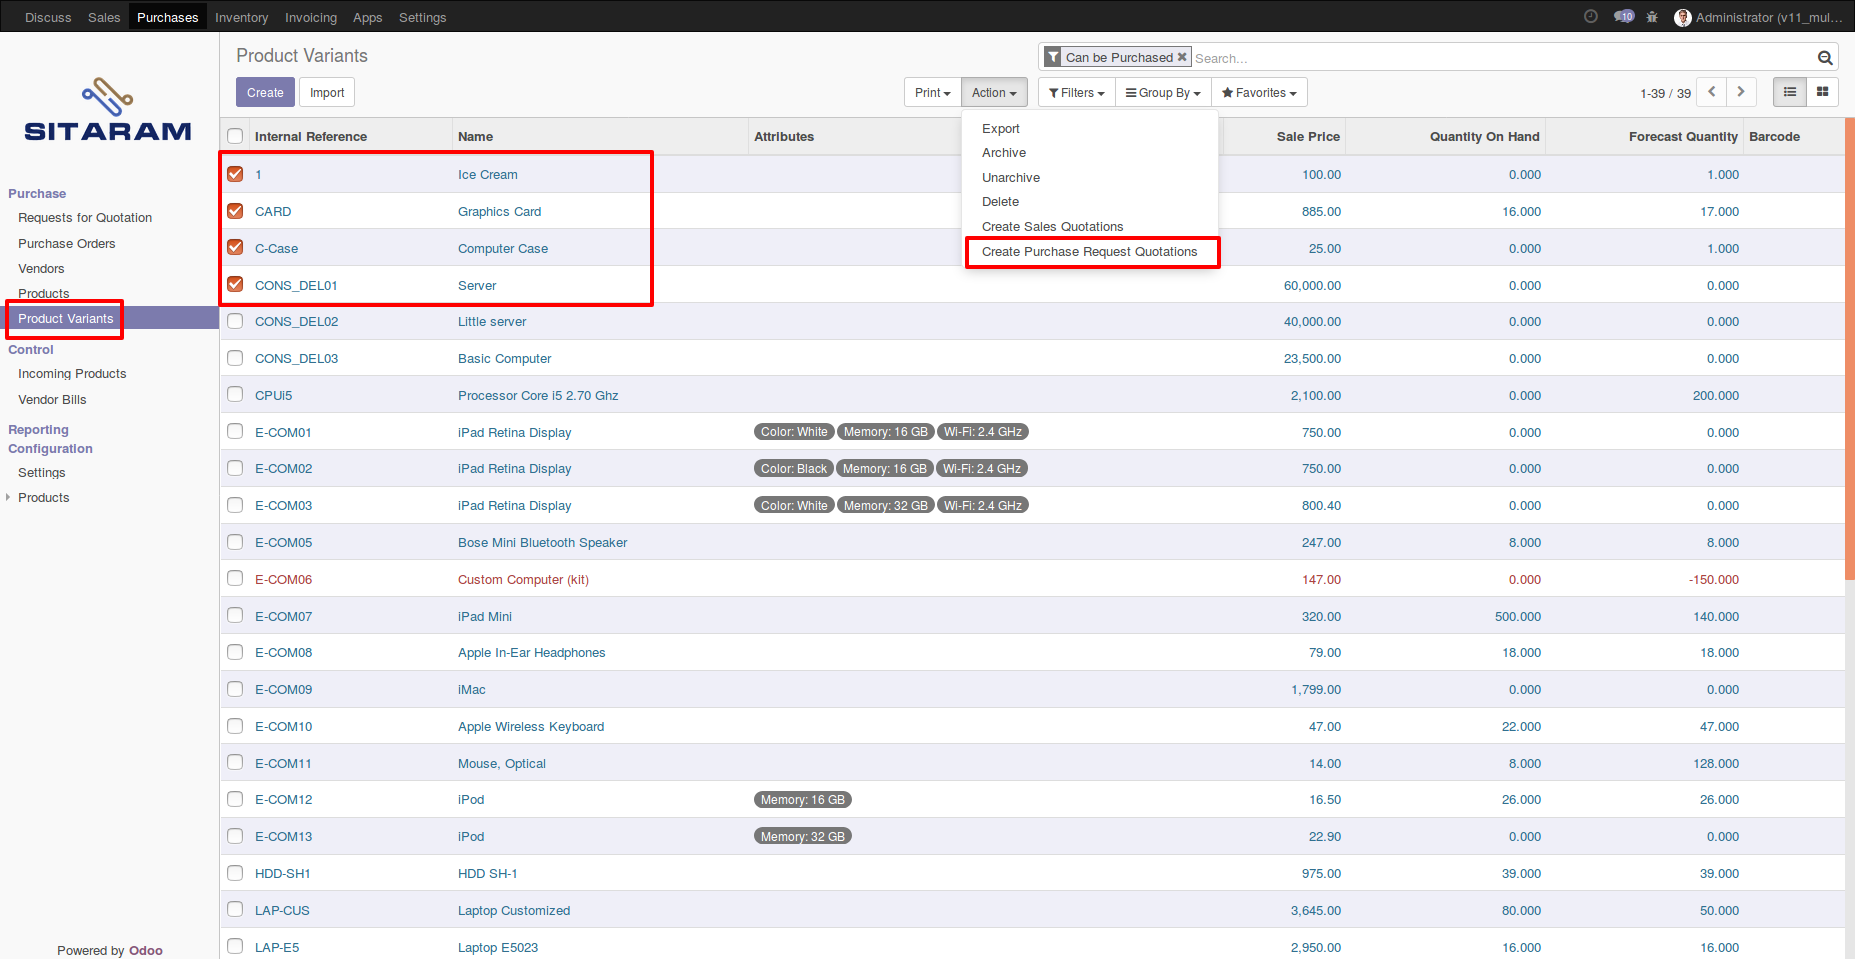 Discuss Sales Purchases Inventory Invoicing Apps Settings 10 Administrator (v11_mul...
SITARAM
Purchase
Requests for Quotation
Purchase Orders
Vendors
Products
Product Variants
Control
Incoming Products
Vendor Bills
Reporting
Configuration
Settings
Products
Powered by Odoo
Product Variants
Can be Purchased Search...
Create Import Print Action Filters Group By Favorites 1-39 / 39
Export
Archive
Unarchive
Delete
Create Sales Quotations
Create Purchase Request Quotations
Internal Reference Name Attributes Sale Price Quantity On Hand Forecast Quantity Barcode
1 Ice Cream 100.00 0.000 1.000
CARD Graphics Card 885.00 16.000 17.000
C-Case Computer Case 25.00 0.000 1.000
CONS_DEL01 Server 60,000.00 0.000 0.000
CONS_DEL02 Little server 40,000.00 0.000 0.000
CONS_DEL03 Basic Computer 23,500.00 0.000 0.000
CPUi5 Processor Core i5 2.70 Ghz 2,100.00 0.000 200.000
E-COM01 iPad Retina Display Color: White Memory: 16 GB Wi-Fi: 2.4 GHz 750.00 0.000 0.000
E-COM02 iPad Retina Display Color: Black Memory: 16 GB Wi-Fi: 2.4 GHz 750.00 0.000 0.000
E-COM03 iPad Retina Display Color: White Memory: 32 GB Wi-Fi: 2.4 GHz 800.40 0.000 0.000
E-COM05 Bose Mini Bluetooth Speaker 247.00 8.000 8.000
E-COM06 Custom Computer (kit) 147.00 0.000 -150.000
E-COM07 iPad Mini 320.00 500.000 140.000
E-COM08 Apple In-Ear Headphones 79.00 18.000 18.000
E-COM09 iMac 1,799.00 0.000 0.000
E-COM10 Apple Wireless Keyboard 47.00 22.000 47.000
E-COM11 Mouse, Optical 14.00 8.000 128.000
E-COM12 iPod Memory: 16 GB 16.50 26.000 26.000
E-COM13 iPod Memory: 32 GB 22.90 0.000 0.000
HDD-SH1 HDD SH-1 975.00 39.000 39.000
LAP-CUS Laptop Customized 3,645.00 80.000 50.000
LAP-E5 Laptop E5023 2,950.00 16.000 16.000